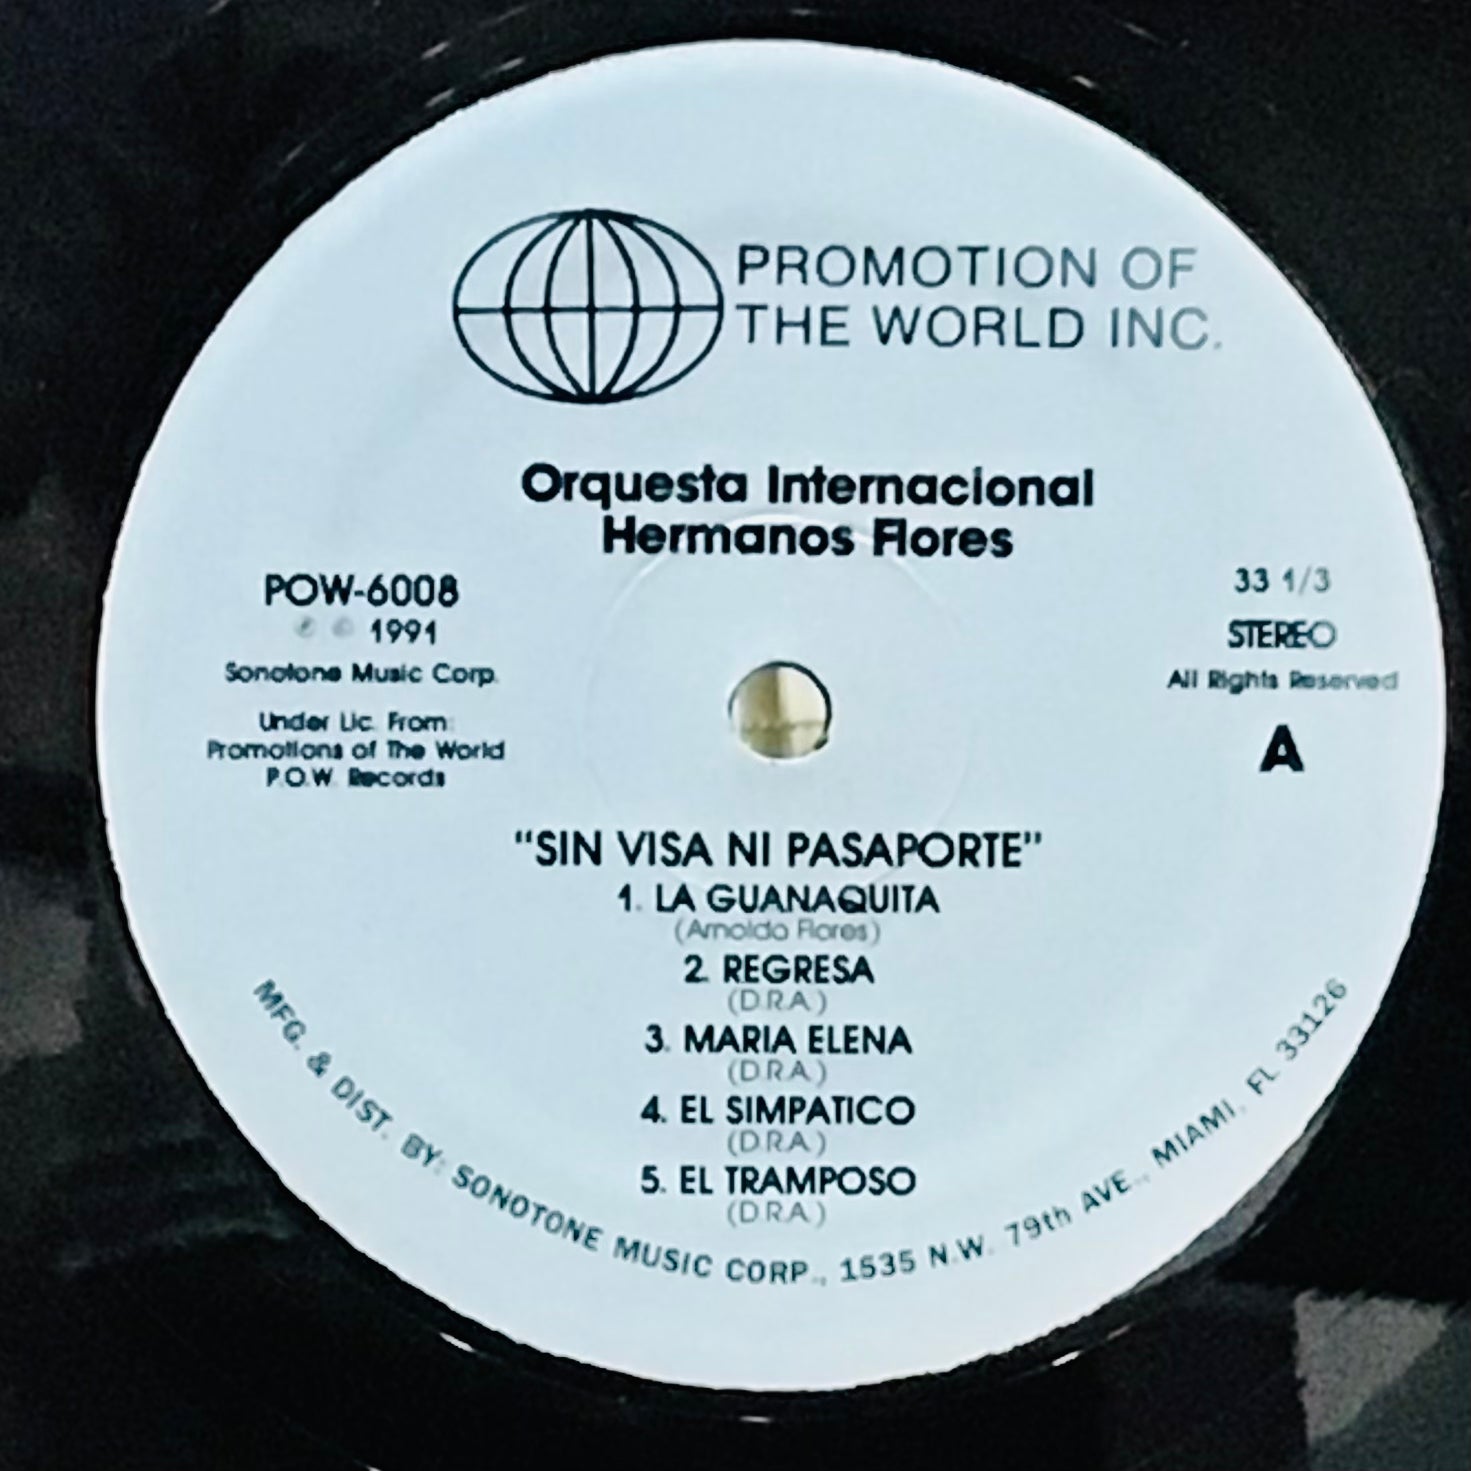 PROMOTION OF
THE WORLD INC.
Orquesta Internacional
Hermanos Flores
POW-6008
℗ © 1991
Sonotone Music Corp.
Under Lic. From:
Promotions of The World
P.O.W. Records
33 1/3
STEREO
All Rights Reserved
A
"SIN VISA NI PASAPORTE"
1. LA GUANAQUITA
(Arnoldo Flores)
2. REGRESA
(D.R.A.)
3. MARIA ELENA
(D.R.A.)
4. EL SIMPATICO
(D.R.A.)
5. EL TRAMPOSO
(D.R.A.)
MFG. & DIST. BY: SONOTONE MUSIC CORP., 1535 N.W. 79th AVE., MIAMI, FL 33126